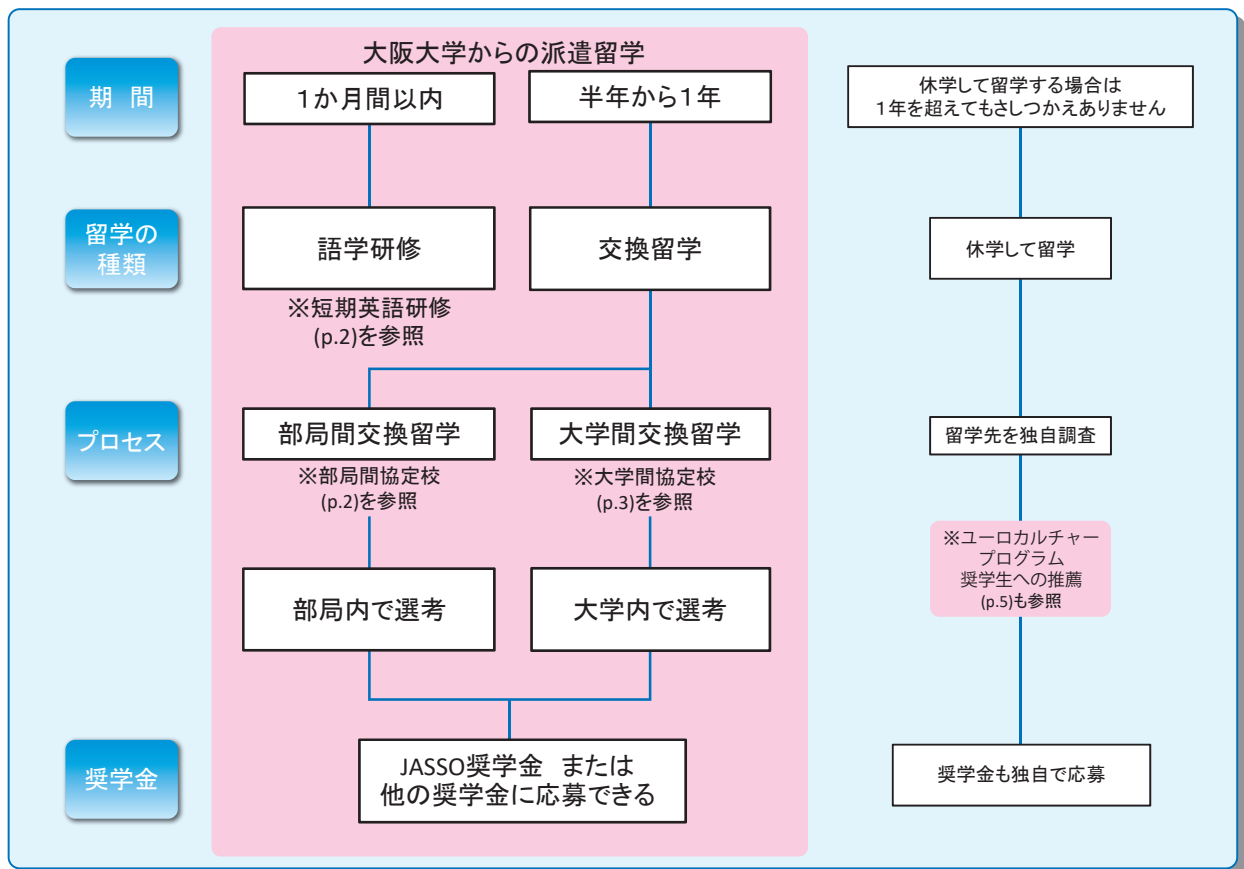 大阪大学からの派遣留学
期　間
1か月間以内
半年から1年
休学して留学する場合は
1年を超えてもさしつかえありません
留学の
種類
語学研修
交換留学
休学して留学
※短期英語研修
(p.2)を参照
プロセス
部局間交換留学
大学間交換留学
留学先を独自調査
※部局間協定校
(p.2)を参照
※大学間協定校
(p.3)を参照
※ユーロカルチャー
プログラム
奨学生への推薦
(p.5)も参照
部局内で選考
大学内で選考
奨学金
JASSO奨学金　または
他の奨学金に応募できる
奨学金も独自で応募